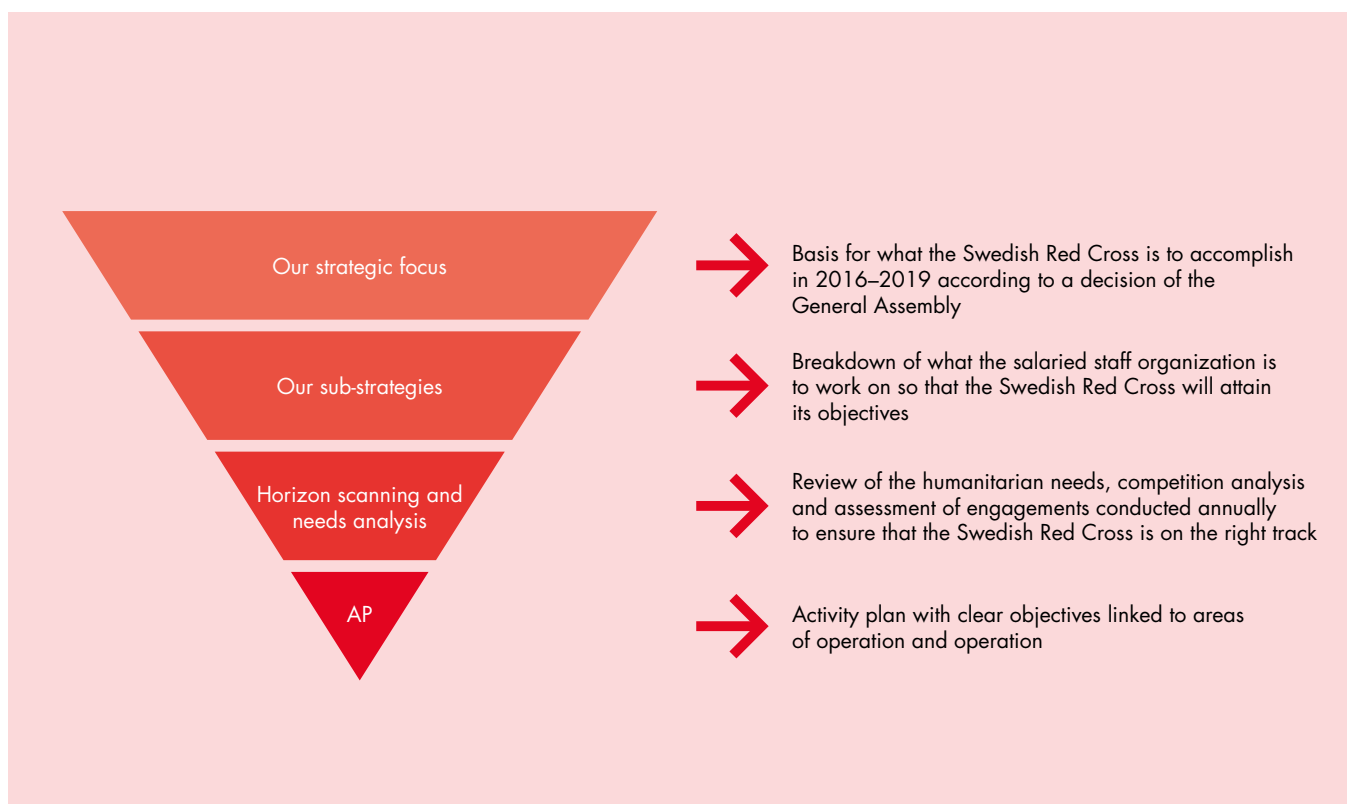 Our strategic focus
Basis for what the Swedish Red Cross is to accomplish
in 2016–2019 according to a decision of the
General Assembly
Our sub-strategies
Breakdown of what the salaried staff organization is
to work on so that the Swedish Red Cross will attain
its objectives
Horizon scanning and
needs analysis
Review of the humanitarian needs, competition analysis
and assessment of engagements conducted annually
to ensure that the Swedish Red Cross is on the right track
AP
Activity plan with clear objectives linked to areas
of operation and operation